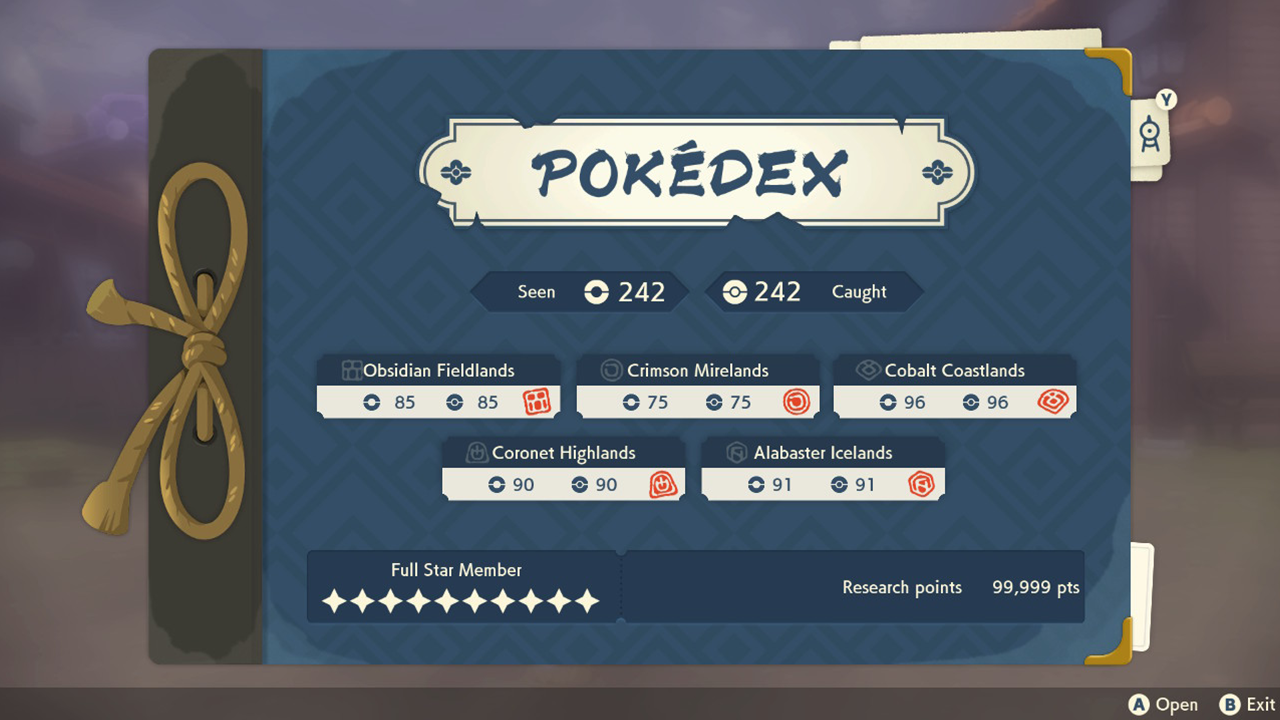 Y
POKÉDEX
Seen 242 242 Caught
Obsidian Fieldlands Crimson Mirelands Cobalt Coastlands
85 85 75 75 96 96
Coronet Highlands Alabaster Icelands
90 90 91 91
Full Star Member
Research points 99,999 pts
A Open B Exit